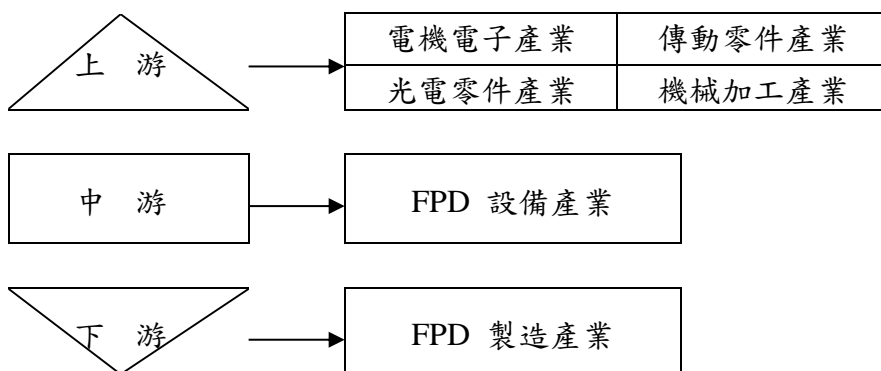 上 游
電機電子產業 傳動零件產業
光電零件產業 機械加工產業
中 游
FPD 設備產業
下 游
FPD 製造產業